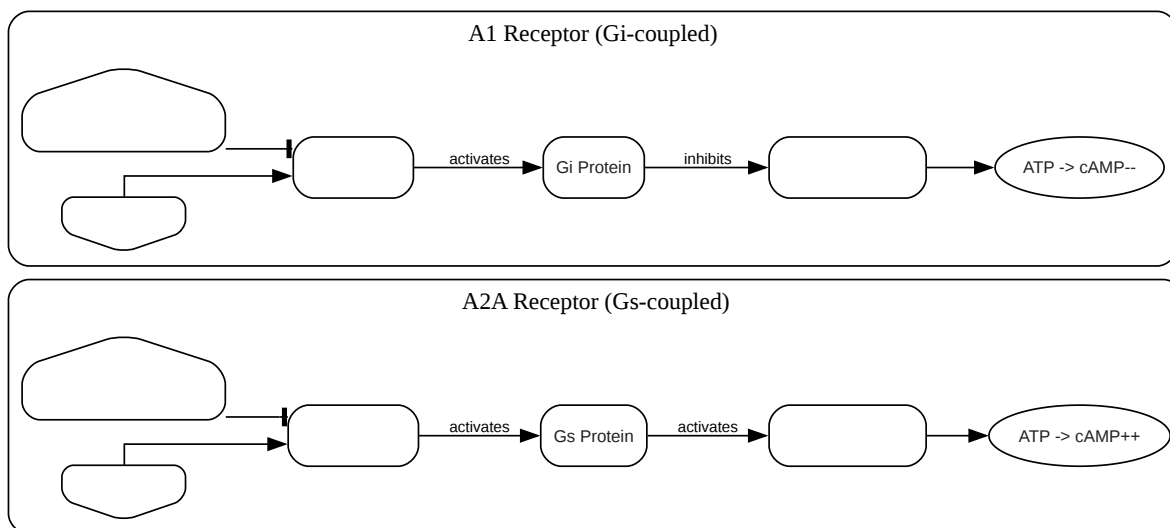 A1 Receptor (Gi-coupled)
activates
Gi Protein
inhibits
ATP -> cAMP--
A2A Receptor (Gs-coupled)
activates
Gs Protein
activates
ATP -> cAMP++